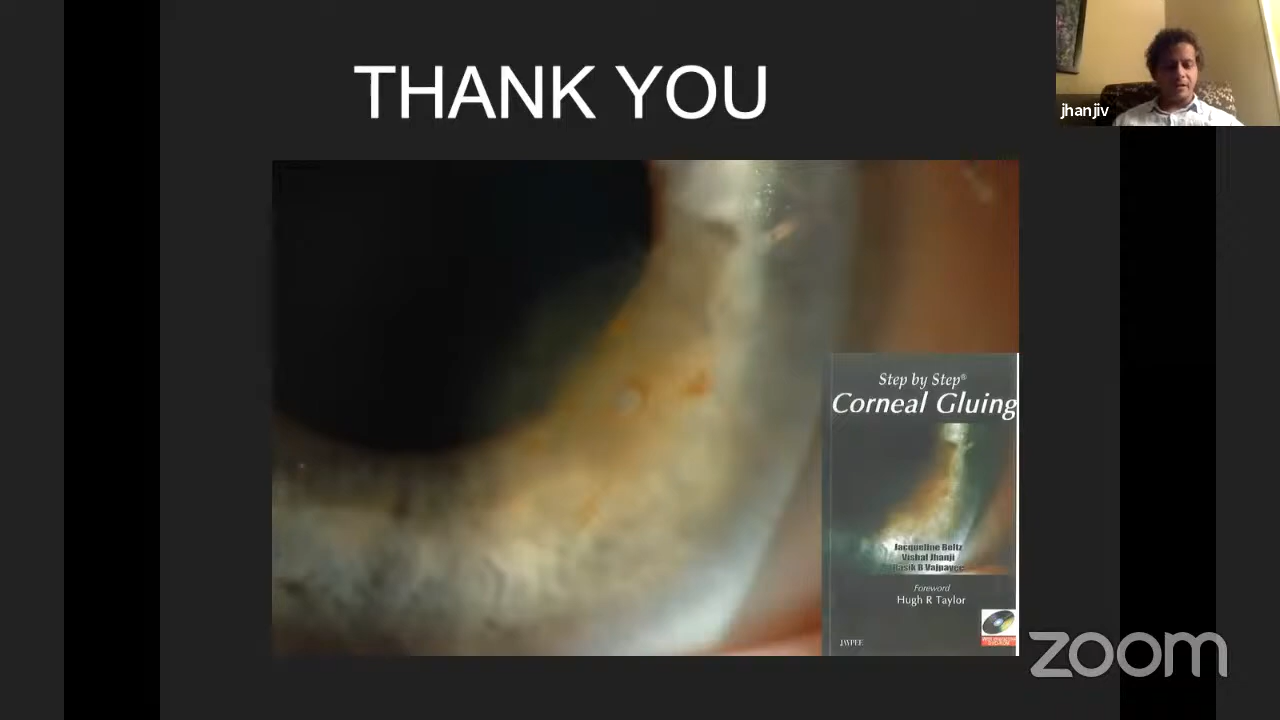 THANK YOU
jhanjiv
Step by Step®
Corneal Gluing
Jacqueline Beltz
Vishal Jhanji
Rasik B Vajpayee
Foreword
Hugh R Taylor
JAYPEE
zoom